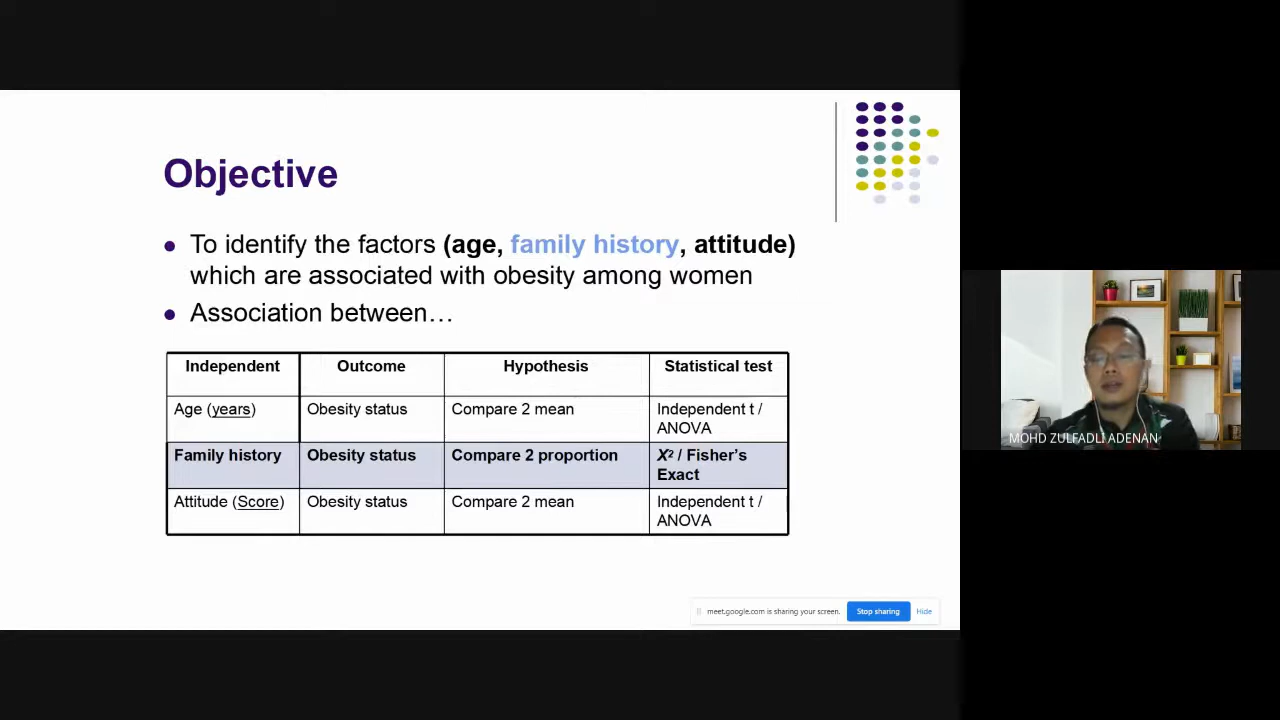 Objective
To identify the factors (age, family history, attitude)
which are associated with obesity among women
Association between…
Independent Outcome Hypothesis Statistical test
Age (years) Obesity status Compare 2 mean Independent t /
ANOVA
Family history Obesity status Compare 2 proportion X² / Fisher's
Exact
Attitude (Score) Obesity status Compare 2 mean Independent t /
ANOVA
meet.google.com is sharing your screen. Stop sharing Hide
MOHD ZULFADLI ADENAN